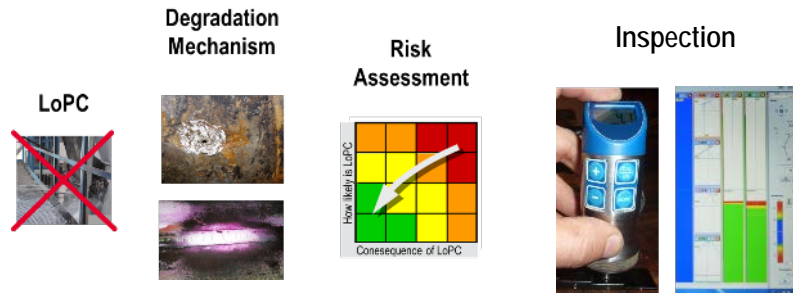 Degradation
Mechanism
Inspection
Risk
Assessment
LoPC
How likely is LoPC
Conesequence of LoPC